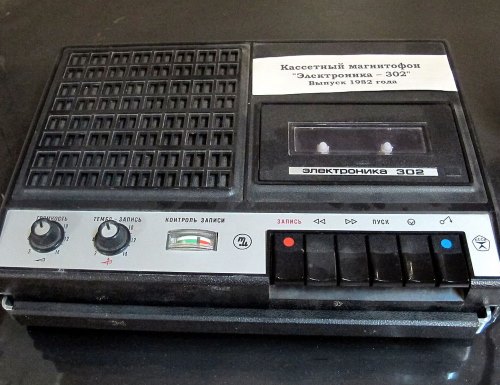 Кассетный магнитофон
"Электроника – 302"
Выпуск 1982 года
электроника 302
ГРОМКОСТЬ
ТЕМБР – ЗАПИСЬ
КОНТРОЛЬ ЗАПИСИ
ЗАПИСЬ
ПУСК